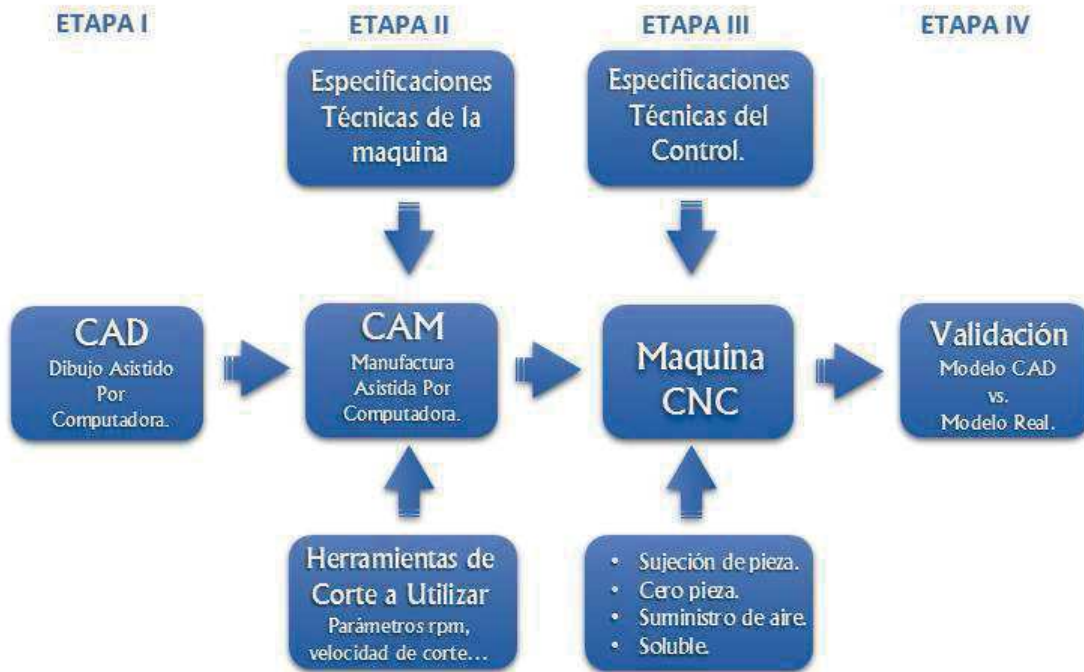 ETAPA I
ETAPA II
ETAPA III
ETAPA IV
Especificaciones
Técnicas de la
maquina
Especificaciones
Técnicas del
Control.
CAD
Dibujo Asistido
Por
Computadora.
CAM
Manufactura
Asistida Por
Computadora.
Maquina
CNC
Validación
Modelo CAD
vs.
Modelo Real.
Herramientas de
Corte a Utilizar
Parámetros rpm,
velocidad de corte…
• Sujeción de pieza.
• Cero pieza.
• Suministro de aire.
• Soluble.